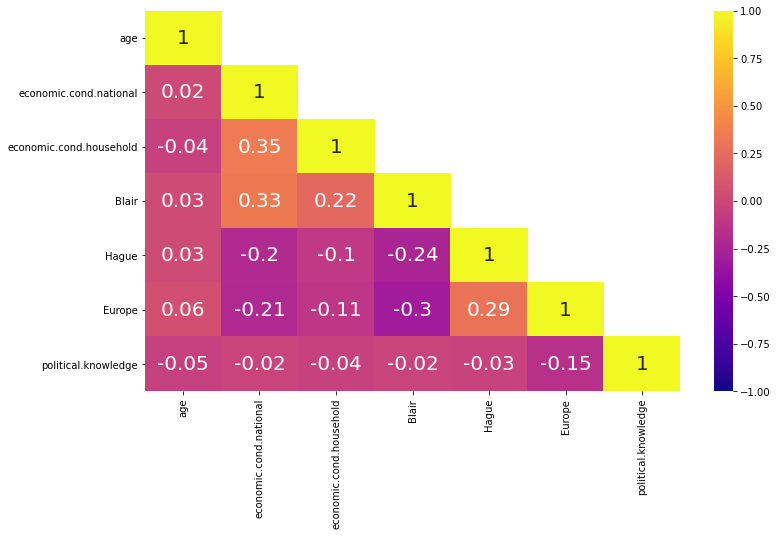 age 1
economic.cond.national 0.02 1
economic.cond.household -0.04 0.35 1
Blair 0.03 0.33 0.22 1
Hague 0.03 -0.2 -0.1 -0.24 1
Europe 0.06 -0.21 -0.11 -0.3 0.29 1
political.knowledge -0.05 -0.02 -0.04 -0.02 -0.03 -0.15 1
age
economic.cond.national
economic.cond.household
Blair
Hague
Europe
political.knowledge
1.00
0.75
0.50
0.25
0.00
−0.25
−0.50
−0.75
−1.00